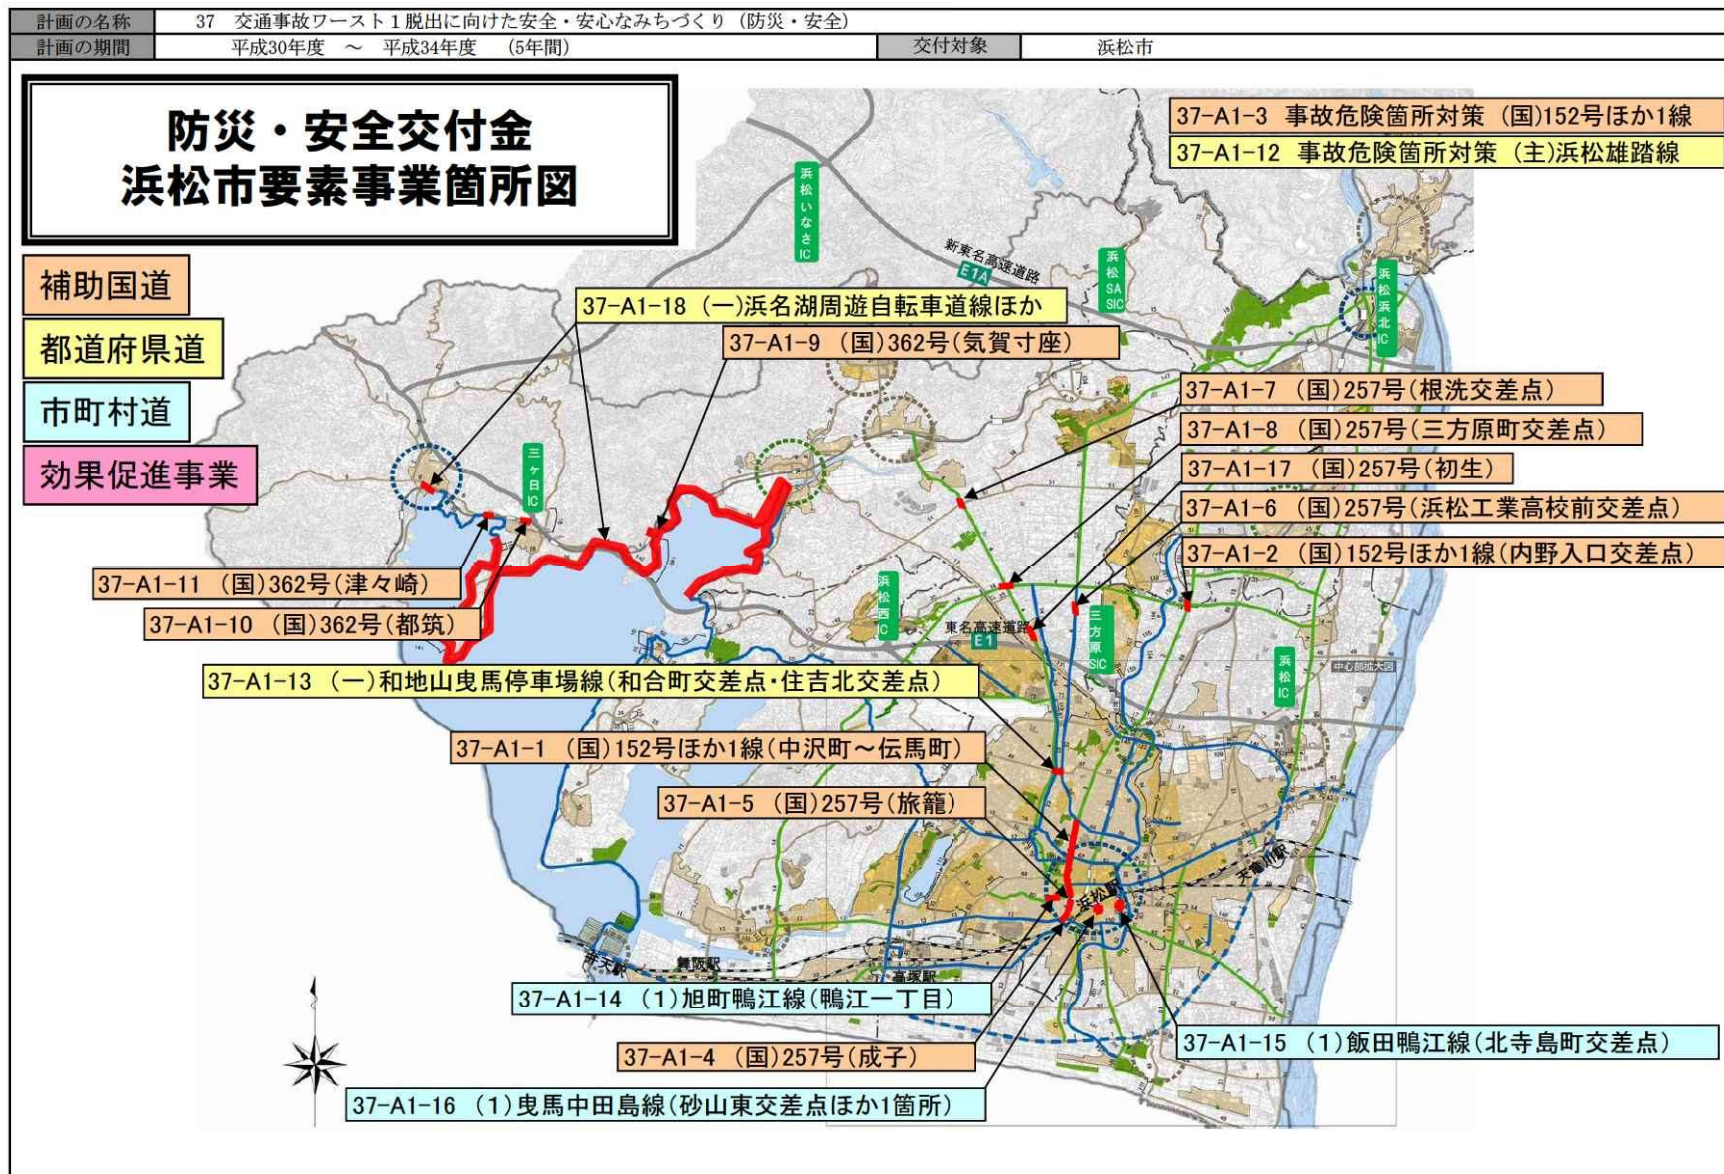 計画の名称 37 交通事故ワースト１脱出に向けた安全・安心なみちづくり（防災・安全）
計画の期間 平成30年度 ～ 平成34年度 （5年間） 交付対象 浜松市
防災・安全交付金
浜松市要素事業箇所図
37-A1-3 事故危険箇所対策 (国)152号ほか1線
37-A1-12 事故危険箇所対策 (主)浜松雄踏線
補助国道
都道府県道
市町村道
効果促進事業
浜松いなさIC
新東名高速道路
E1A
浜松SA SIC
浜松浜北IC
37-A1-18 (一)浜名湖周遊自転車道線ほか
37-A1-9 (国)362号(気賀寸座)
37-A1-7 (国)257号(根洗交差点)
37-A1-8 (国)257号(三方原町交差点)
37-A1-17 (国)257号(初生)
37-A1-6 (国)257号(浜松工業高校前交差点)
37-A1-2 (国)152号ほか1線(内野入口交差点)
三ヶ日IC
37-A1-11 (国)362号(津々崎)
37-A1-10 (国)362号(都筑)
浜松西IC
東名高速道路
E1
三方原SIC
浜松IC
中心部拡大図
37-A1-13 (一)和地山曳馬停車場線(和合町交差点・住吉北交差点)
37-A1-1 (国)152号ほか1線(中沢町～伝馬町)
37-A1-5 (国)257号(旅籠)
浜松駅
天竜川駅
弁天駅
舞阪駅
高塚駅
37-A1-14 (1)旭町鴨江線(鴨江一丁目)
37-A1-4 (国)257号(成子)
37-A1-15 (1)飯田鴨江線(北寺島町交差点)
37-A1-16 (1)曳馬中田島線(砂山東交差点ほか1箇所)